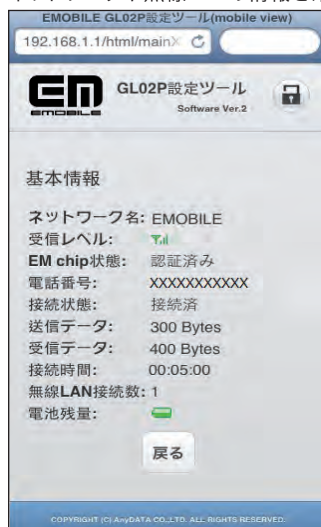 EMOBILE GL02P設定ツール(mobile view)
192.168.1.1/html/main
EM
EMOBILE
GL02P設定ツール
Software Ver.2
基本情報
ネットワーク名: EMOBILE
受信レベル:
EM chip状態: 認証済み
電話番号: XXXXXXXXXXX
接続状態: 接続済
送信データ: 300 Bytes
受信データ: 400 Bytes
接続時間: 00:05:00
無線LAN接続数: 1
電池残量:
戻る
COPYRIGHT (C) AnyDATA CO.,LTD. ALL RIGHTS RESERVED.